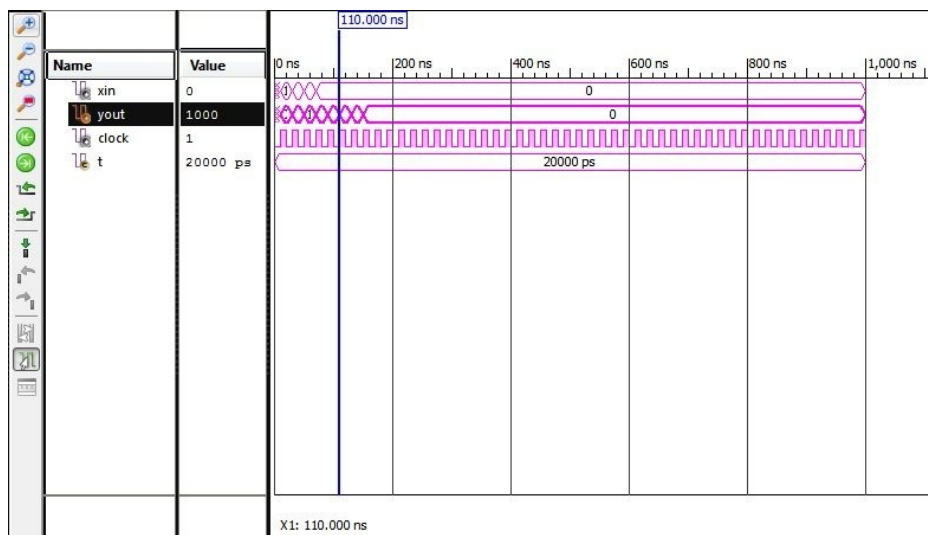 110.000 ns
Name Value
0 ns 200 ns 400 ns 600 ns 800 ns 1,000 ns
xin 0 0
yout 1000 0
clock 1
t 20000 ps 20000 ps
X1: 110.000 ns